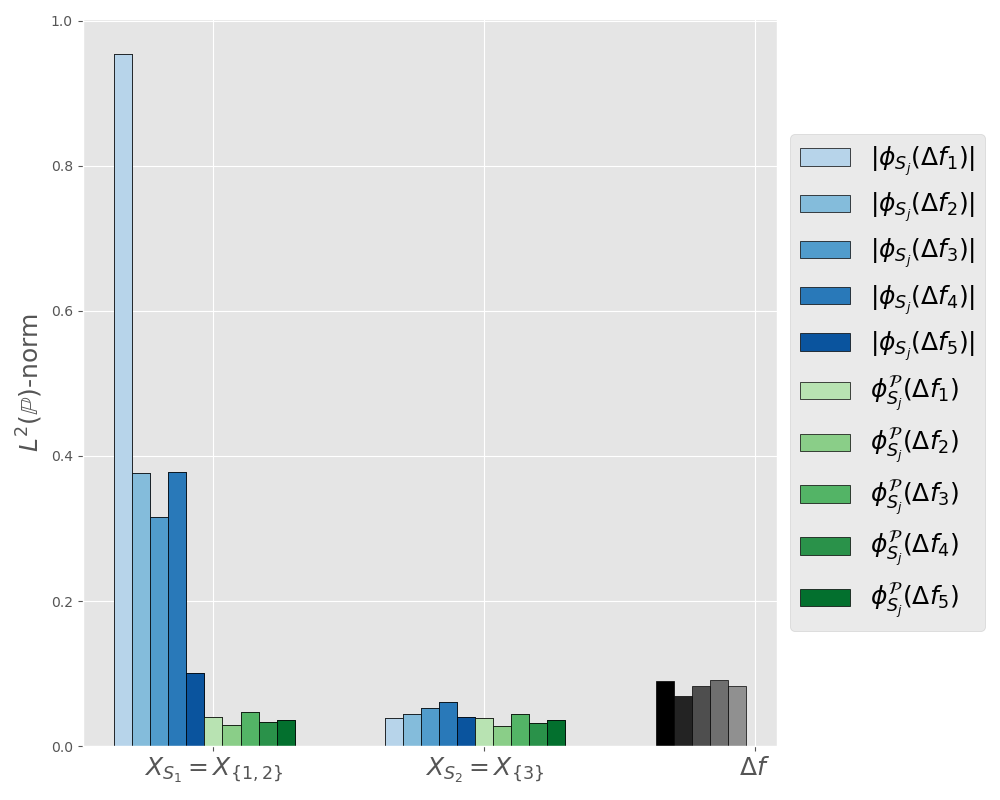 1.0
0.8
0.6
0.4
0.2
0.0
L²(ℙ)-norm
X_{S_1} = X_{\{1,2\}}
X_{S_2} = X_{\{3\}}
Δf
|ϕ_{S_j}(Δf_1)|
|ϕ_{S_j}(Δf_2)|
|ϕ_{S_j}(Δf_3)|
|ϕ_{S_j}(Δf_4)|
|ϕ_{S_j}(Δf_5)|
ϕ^𝒫_{S_j}(Δf_1)
ϕ^𝒫_{S_j}(Δf_2)
ϕ^𝒫_{S_j}(Δf_3)
ϕ^𝒫_{S_j}(Δf_4)
ϕ^𝒫_{S_j}(Δf_5)